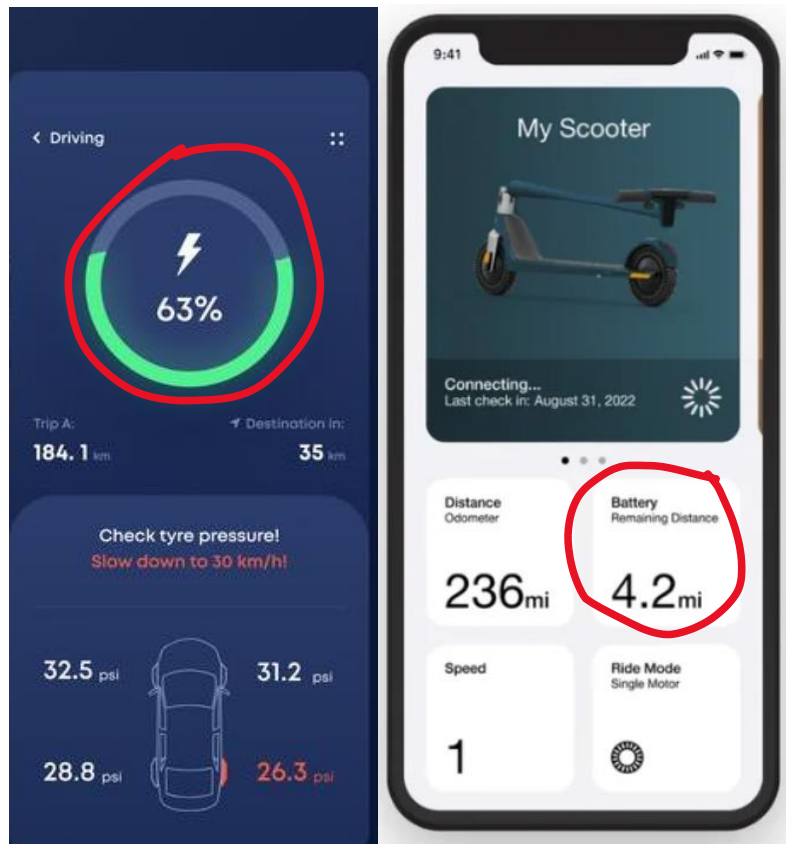 Driving
63%
Trip A:
Destination in:
184. 1 km
35 km
Check tyre pressure!
Slow down to 30 km/h!
32.5 psi
31.2 psi
28.8 psi
26.3 psi
9:41
My Scooter
Connecting...
Last check in: August 31, 2022
Distance
Odometer
236mi
Battery
Remaining Distance
4.2mi
Speed
1
Ride Mode
Single Motor